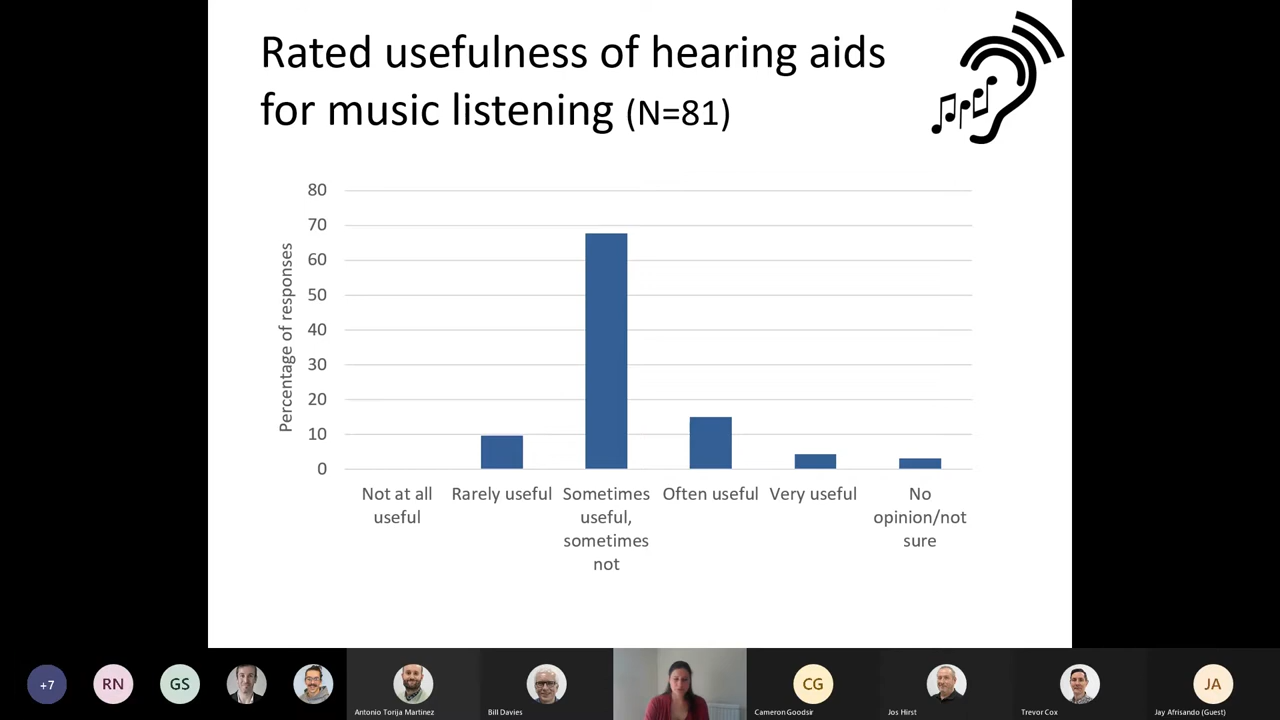 Rated usefulness of hearing aids
for music listening (N=81)
80
70
60
50
40
30
20
10
0
Percentage of responses
Not at all
useful
Rarely useful
Sometimes
useful,
sometimes
not
Often useful
Very useful
No
opinion/not
sure
+7
RN
GS
Antonio Torija Martinez
Bill Davies
CG
Cameron Goodsir
Jos Hirst
Trevor Cox
JA
Jay Afrisando (Guest)